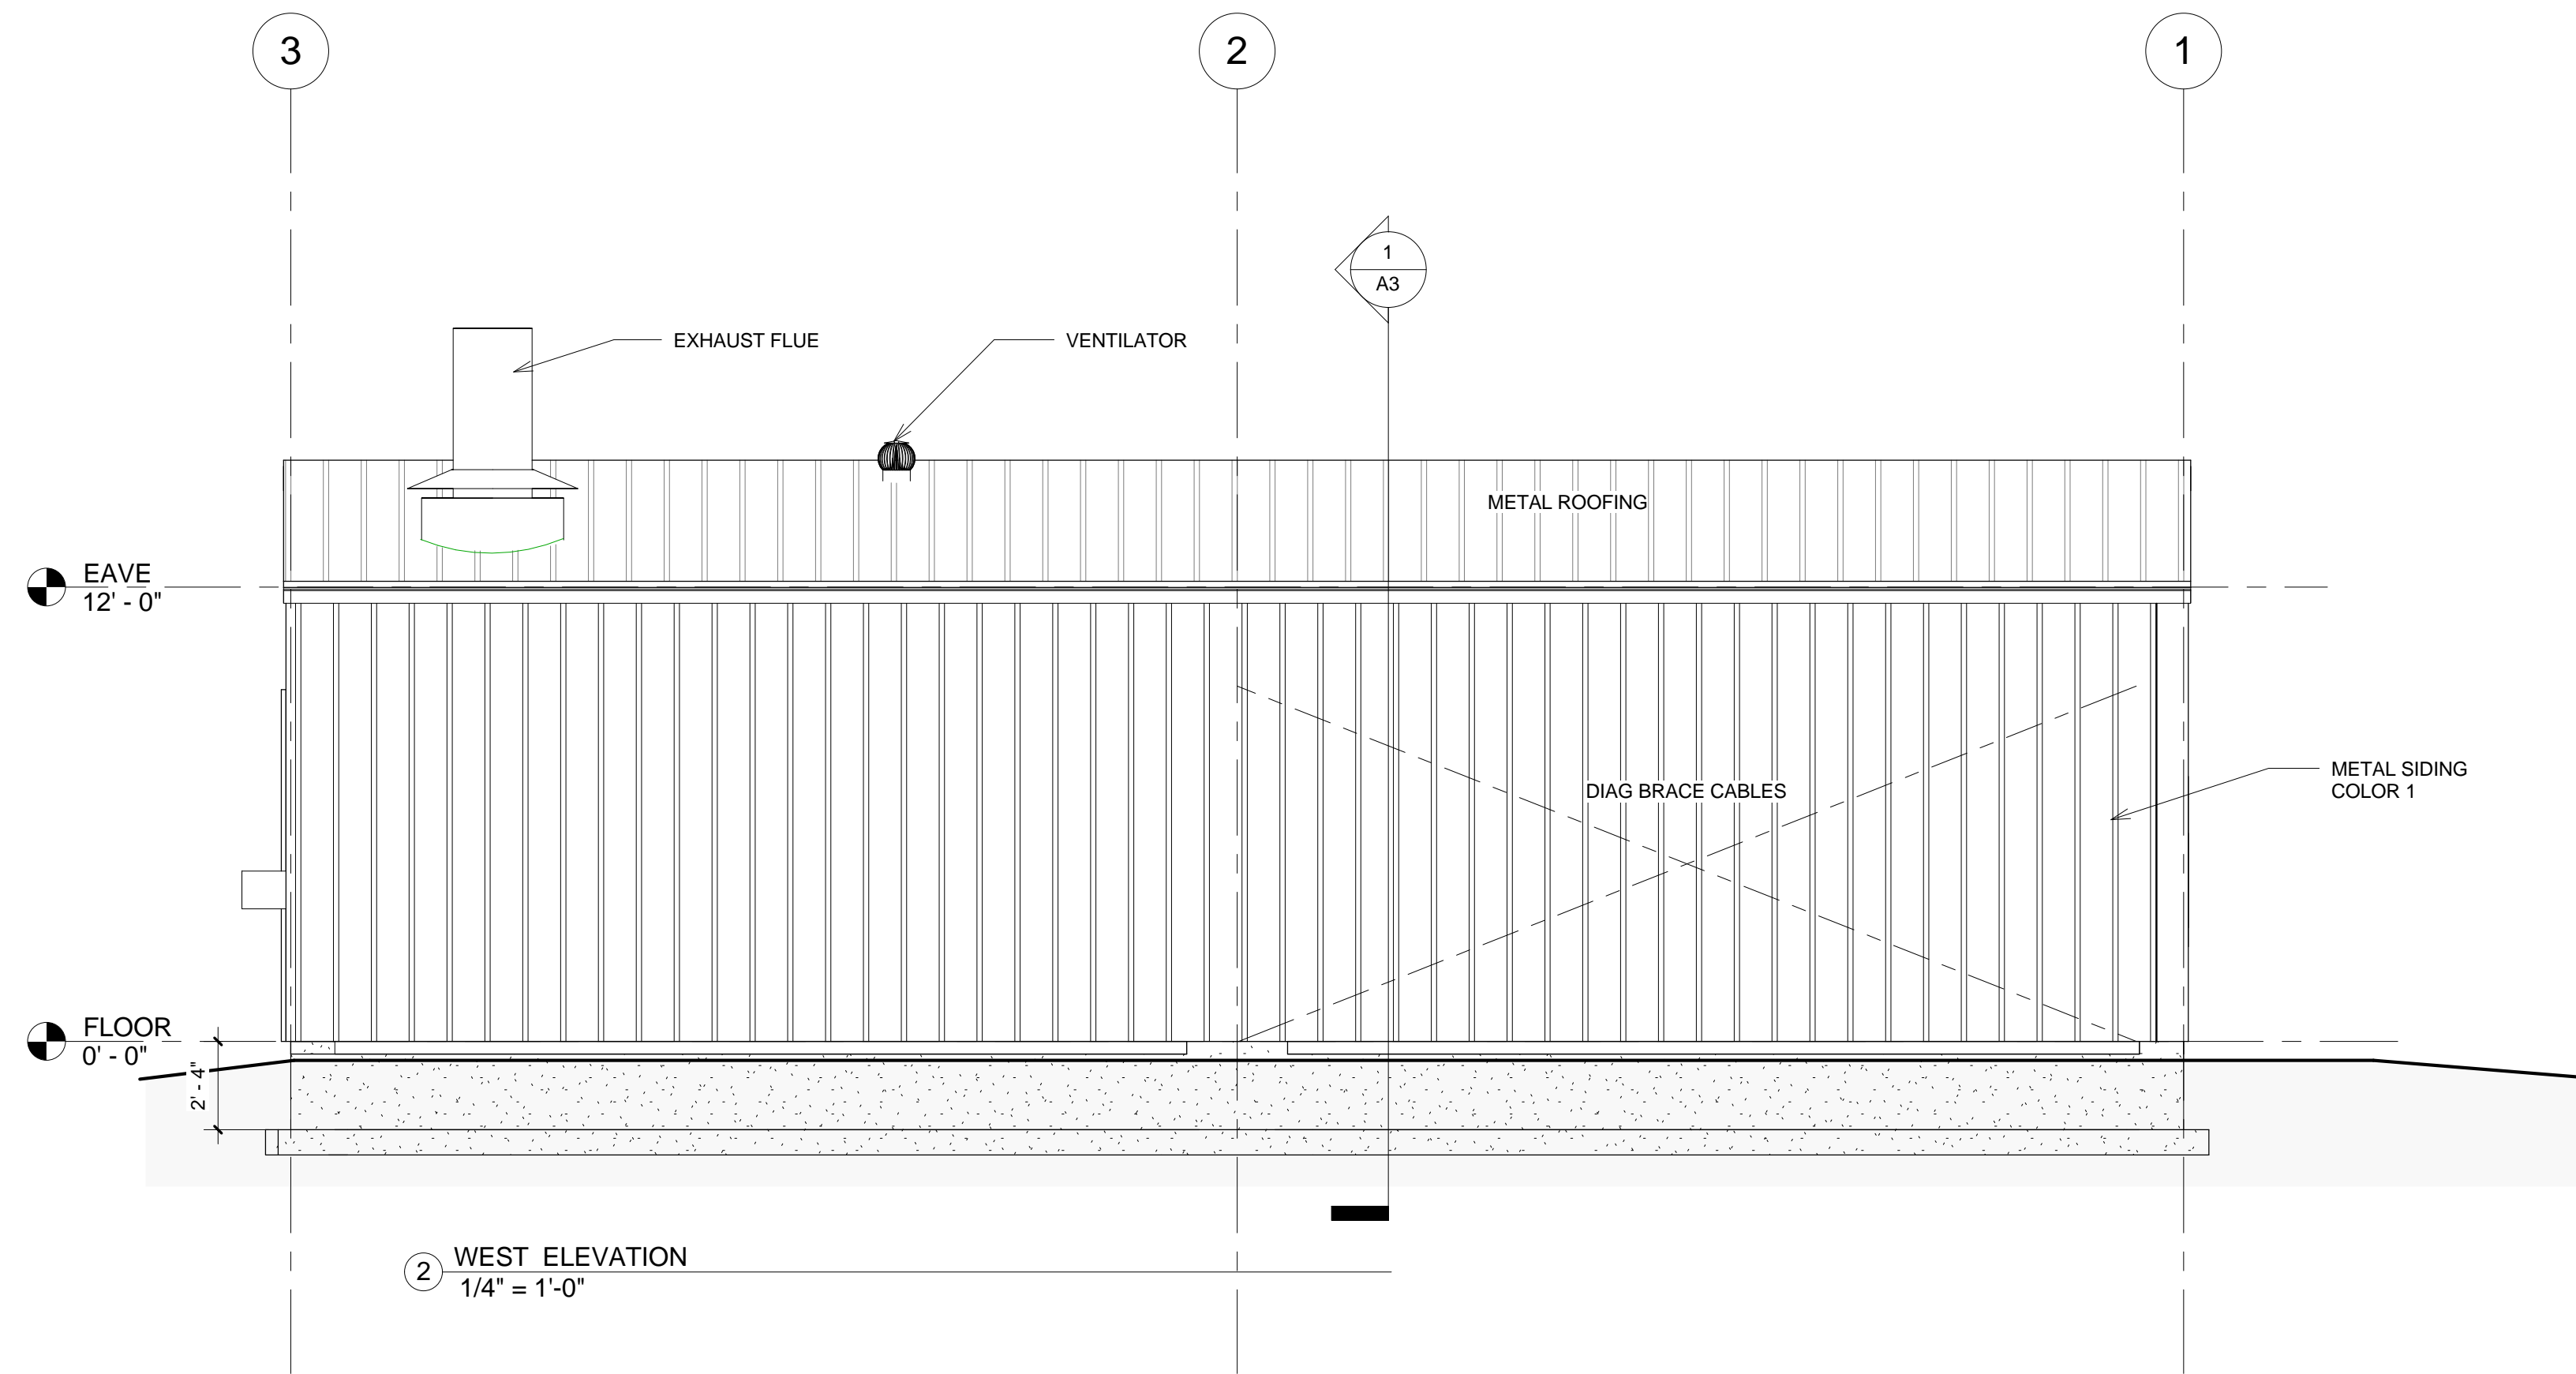 3
2
1
1
A3
EXHAUST FLUE
VENTILATOR
METAL ROOFING
EAVE
12' - 0"
DIAG BRACE CABLES
METAL SIDING
COLOR 1
FLOOR
0' - 0"
2' - 4"
2
WEST ELEVATION
1/4" = 1'-0"